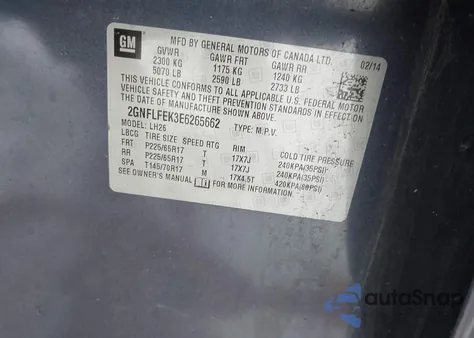 GM
MFD BY GENERAL MOTORS OF CANADA LTD.
02/14
GVWR GAWR FRT GAWR RR
2300 KG 1175 KG 1240 KG
5070 LB 2590 LB 2733 LB
THIS VEHICLE CONFORMS TO ALL APPLICABLE U.S. FEDERAL MOTOR
VEHICLE SAFETY AND THEFT PREVENTION STANDARDS IN EFFECT ON
THE DATE OF MANUFACTURE SHOWN ABOVE.
2GNFLFEK3E6265662 TYPE: M.P.V.
MODEL: LH26
LBCG TIRE SIZE SPEED RTG RIM COLD TIRE PRESSURE
FRT P225/65R17 T 17X7J 240KPA(35PSI)
RR P225/65R17 T 17X7J 240KPA(35PSI)
SPA T145/70R17 M 17X4.5T 420KPA(60PSI)
SEE OWNER'S MANUAL FOR MORE INFORMATION.
autoSnap